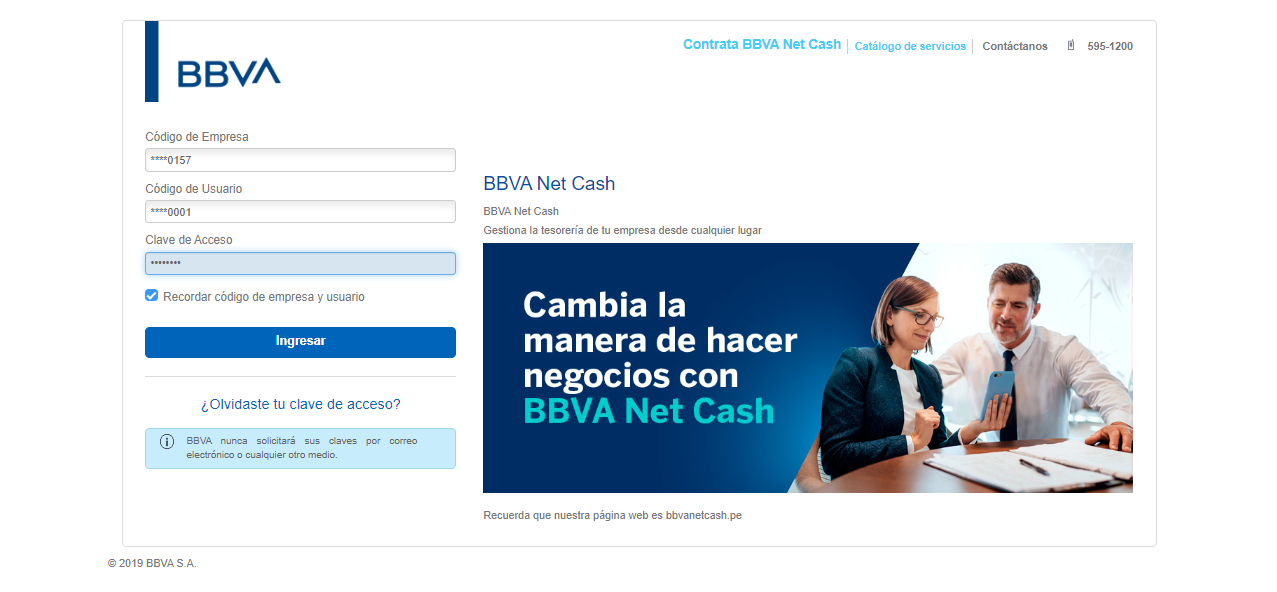 BBVA
Contrata BBVA Net Cash
Catálogo de servicios
Contáctanos
595-1200
Código de Empresa
****0157
Código de Usuario
****0001
Clave de Acceso
••••••••
Recordar código de empresa y usuario
Ingresar
¿Olvidaste tu clave de acceso?
BBVA nunca solicitará sus claves por correo
electrónico o cualquier otro medio.
BBVA Net Cash
BBVA Net Cash
Gestiona la tesorería de tu empresa desde cualquier lugar
Cambia la
manera de hacer
negocios con
BBVA Net Cash
Recuerda que nuestra página web es bbvanetcash.pe
© 2019 BBVA S.A.